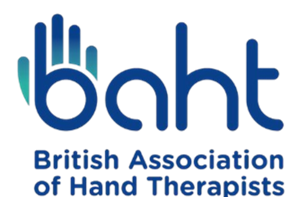 baht
British Association
of Hand Therapists